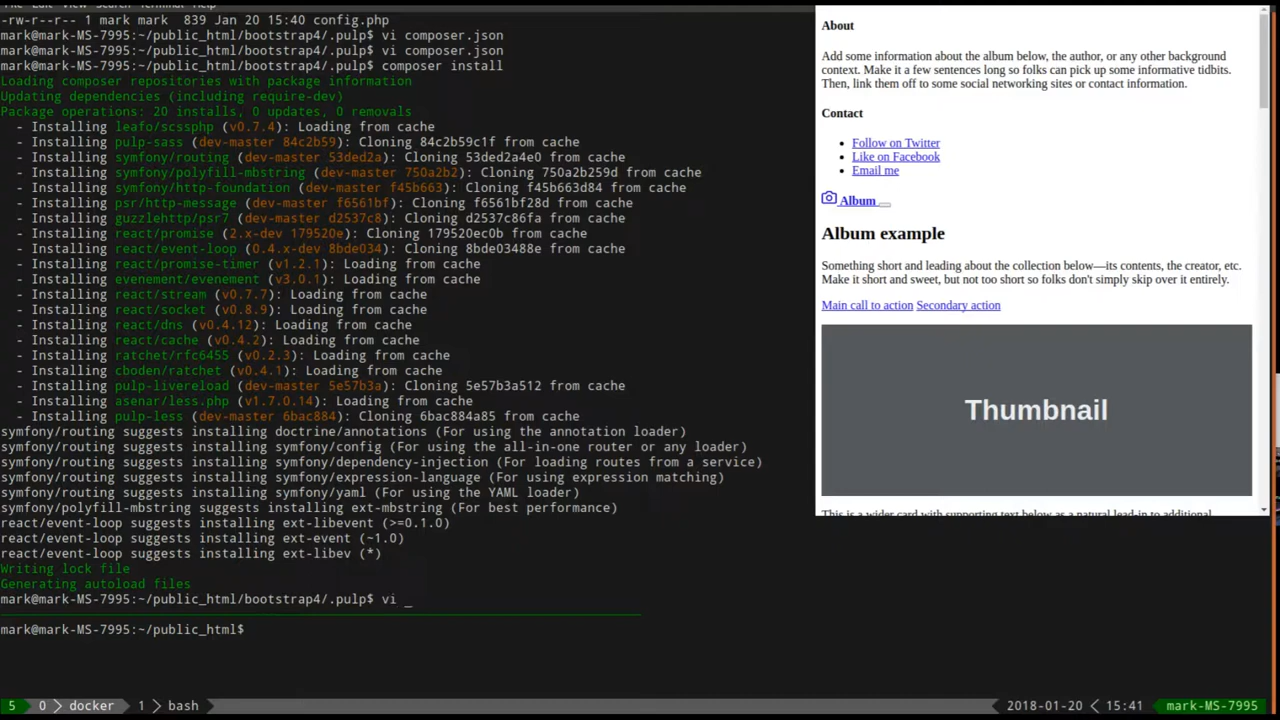 -rw-r--r-- 1 mark mark  839 Jan 20 15:40 config.php
mark@mark-MS-7995:~/public_html/bootstrap4/.pulp$ vi composer.json
mark@mark-MS-7995:~/public_html/bootstrap4/.pulp$ vi composer.json
mark@mark-MS-7995:~/public_html/bootstrap4/.pulp$ composer install
Loading composer repositories with package information
Updating dependencies (including require-dev)
Package operations: 20 installs, 0 updates, 0 removals
  - Installing leafo/scssphp (v0.7.4): Loading from cache
  - Installing pulp-sass (dev-master 84c2b59): Cloning 84c2b59c1f from cache
  - Installing symfony/routing (dev-master 53ded2a): Cloning 53ded2a4e0 from cache
  - Installing symfony/polyfill-mbstring (dev-master 750a2b2): Cloning 750a2b259d from cache
  - Installing symfony/http-foundation (dev-master f45b663): Cloning f45b663d84 from cache
  - Installing psr/http-message (dev-master f6561bf): Cloning f6561bf28d from cache
  - Installing guzzlehttp/psr7 (dev-master d2537c8): Cloning d2537c86fa from cache
  - Installing react/promise (2.x-dev 179520e): Cloning 179520ec0b from cache
  - Installing react/event-loop (0.4.x-dev 8bde034): Cloning 8bde03488e from cache
  - Installing react/promise-timer (v1.2.1): Loading from cache
  - Installing evenement/evenement (v3.0.1): Loading from cache
  - Installing react/stream (v0.7.7): Loading from cache
  - Installing react/socket (v0.8.9): Loading from cache
  - Installing react/dns (v0.4.12): Loading from cache
  - Installing react/cache (v0.4.2): Loading from cache
  - Installing ratchet/rfc6455 (v0.2.3): Loading from cache
  - Installing cboden/ratchet (v0.4.1): Loading from cache
  - Installing pulp-livereload (dev-master 5e57b3a): Cloning 5e57b3a512 from cache
  - Installing asenar/less.php (v1.7.0.14): Loading from cache
  - Installing pulp-less (dev-master 6bac884): Cloning 6bac884a85 from cache
symfony/routing suggests installing doctrine/annotations (For using the annotation loader)
symfony/routing suggests installing symfony/config (For using the all-in-one router or any loader)
symfony/routing suggests installing symfony/dependency-injection (For loading routes from a service)
symfony/routing suggests installing symfony/expression-language (For using expression matching)
symfony/routing suggests installing symfony/yaml (For using the YAML loader)
symfony/polyfill-mbstring suggests installing ext-mbstring (For best performance)
react/event-loop suggests installing ext-libevent (>=0.1.0)
react/event-loop suggests installing ext-event (~1.0)
react/event-loop suggests installing ext-libev (*)
Writing lock file
Generating autoload files
mark@mark-MS-7995:~/public_html/bootstrap4/.pulp$ vi _
mark@mark-MS-7995:~/public_html$
5 0 docker 1 bash 2018-01-20 15:41 mark-MS-7995
About
Add some information about the album below, the author, or any other background
context. Make it a few sentences long so folks can pick up some informative tidbits.
Then, link them off to some social networking sites or contact information.
Contact
Follow on Twitter
Like on Facebook
Email me
Album
Album example
Something short and leading about the collection below—its contents, the creator, etc.
Make it short and sweet, but not too short so folks don't simply skip over it entirely.
Main call to action Secondary action
Thumbnail
This is a wider card with supporting text below as a natural lead-in to additional